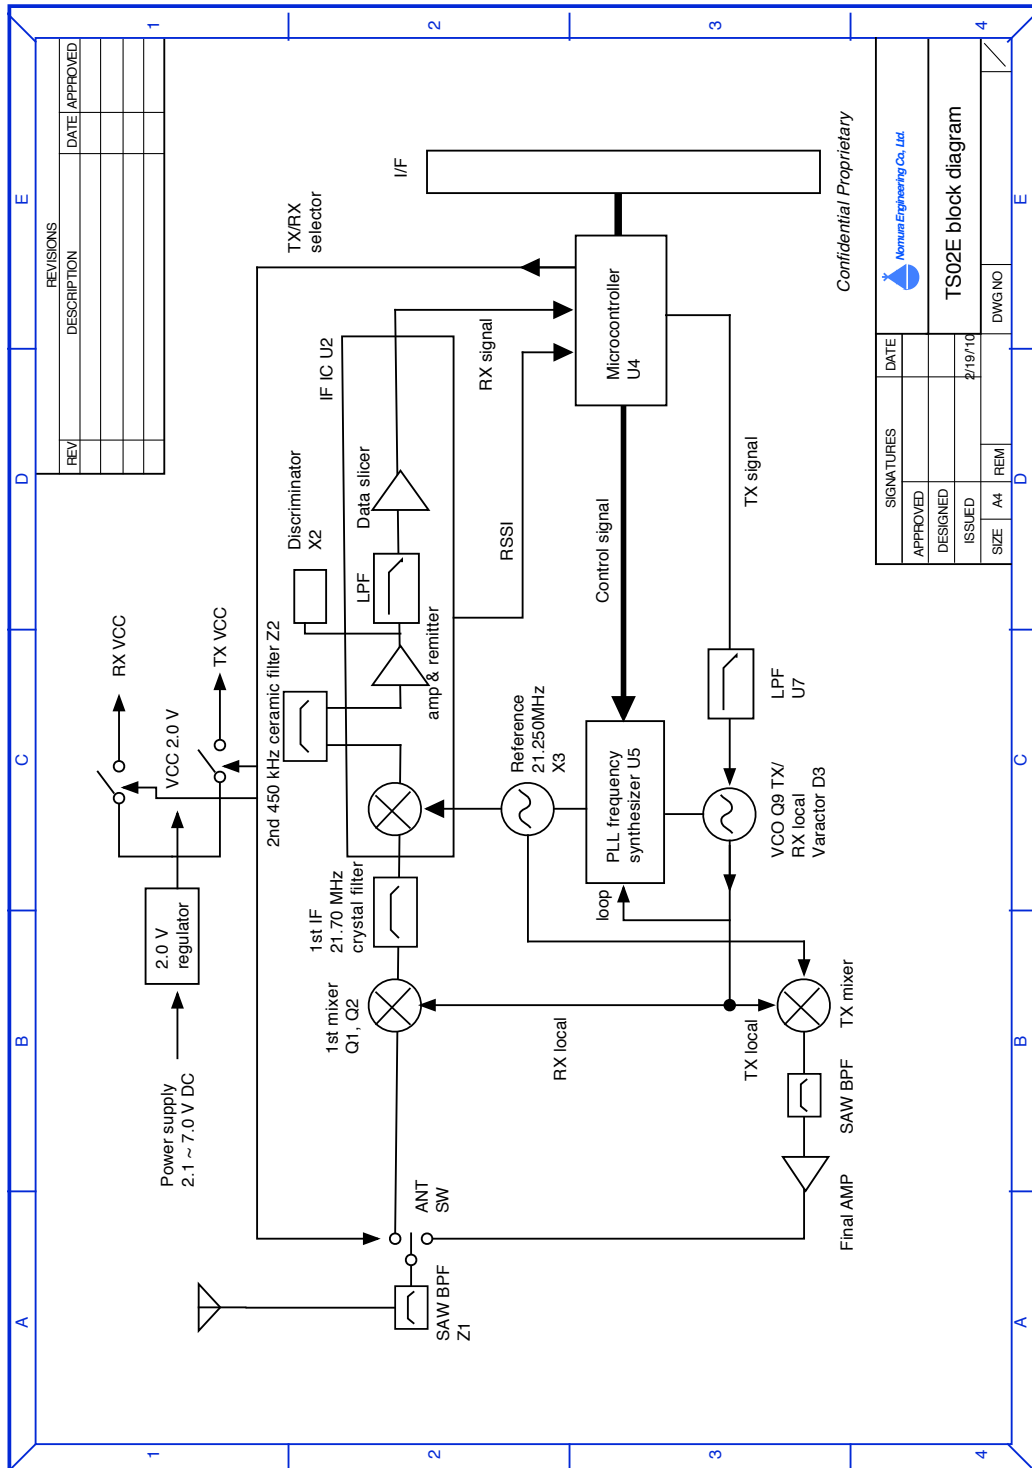 A
B
C
D
E
1
2
3
4
REVISIONS
REV
DESCRIPTION
DATE
APPROVED
Power supply
2.1 ~ 7.0 V DC
2.0 V
regulator
VCC 2.0 V
RX VCC
TX VCC
TX/RX
selector
SAW BPF
Z1
ANT
SW
1st mixer
Q1, Q2
1st IF
21.70 MHz
crystal filter
2nd 450 kHz ceramic filter Z2
Discriminator
X2
IF IC U2
amp & remitter
LPF
Data slicer
RX signal
RSSI
I/F
Microcontroller
U4
Reference
21.250MHz
X3
Control signal
PLL frequency
synthesizer U5
loop
RX local
TX local
VCO Q9 TX/
RX local
Varactor D3
LPF
U7
TX signal
TX mixer
SAW BPF
Final AMP
Confidential Proprietary
SIGNATURES
DATE
APPROVED
DESIGNED
ISSUED
2/19/'10
SIZE
A4
REM
DWG NO
Nomura Engineering Co., Ltd.
TS02E block diagram
A
B
C
D
E
1
2
3
4